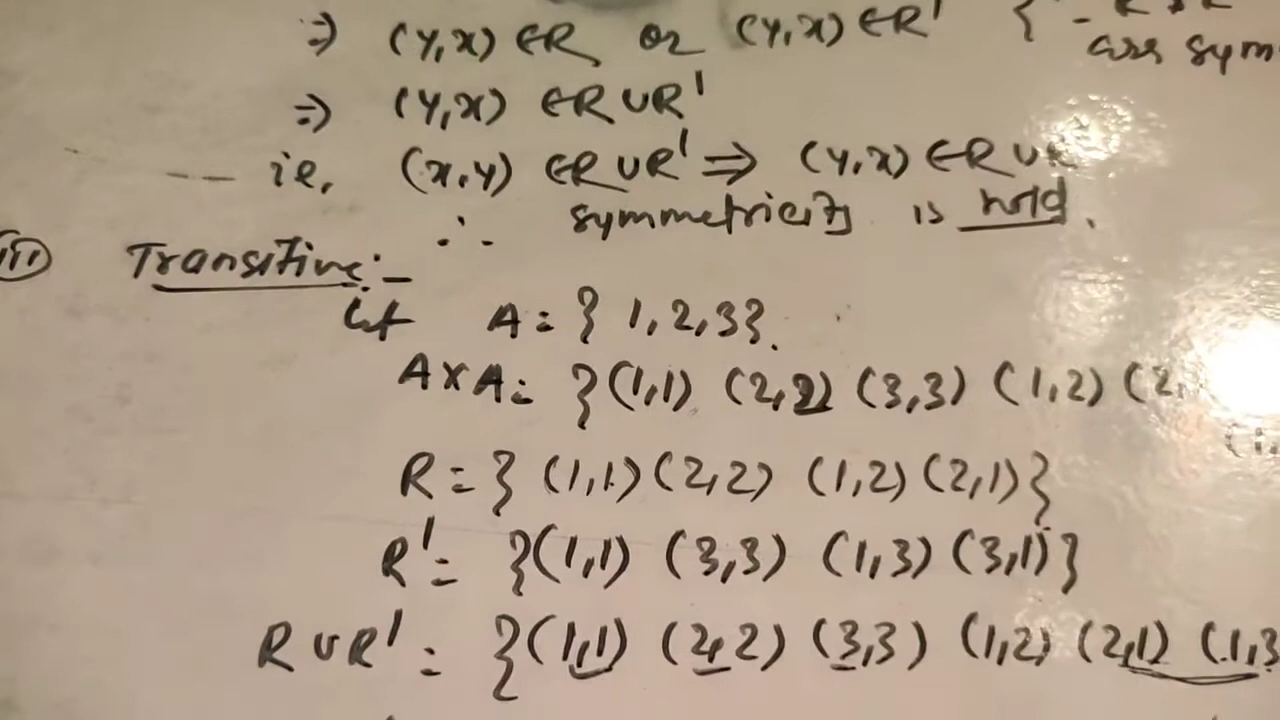 ⇒ (y,x) ∈R or (y,x) ∈R' {
are sym
⇒ (y,x) ∈R ∪R'
ie, (x,y) ∈R ∪R' ⇒ (y,x) ∈R ∪
∴ symmetricity is hold.
(iii) Transitive:-
let A = { 1,2,3}.
A×A = {(1,1) (2,2) (3,3) (1,2) (2,
R = { (1,1) (2,2) (1,2) (2,1)}
R' = {(1,1) (3,3) (1,3) (3,1)}
R ∪R' = {(1,1) (2,2) (3,3) (1,2) (2,1) (1,3